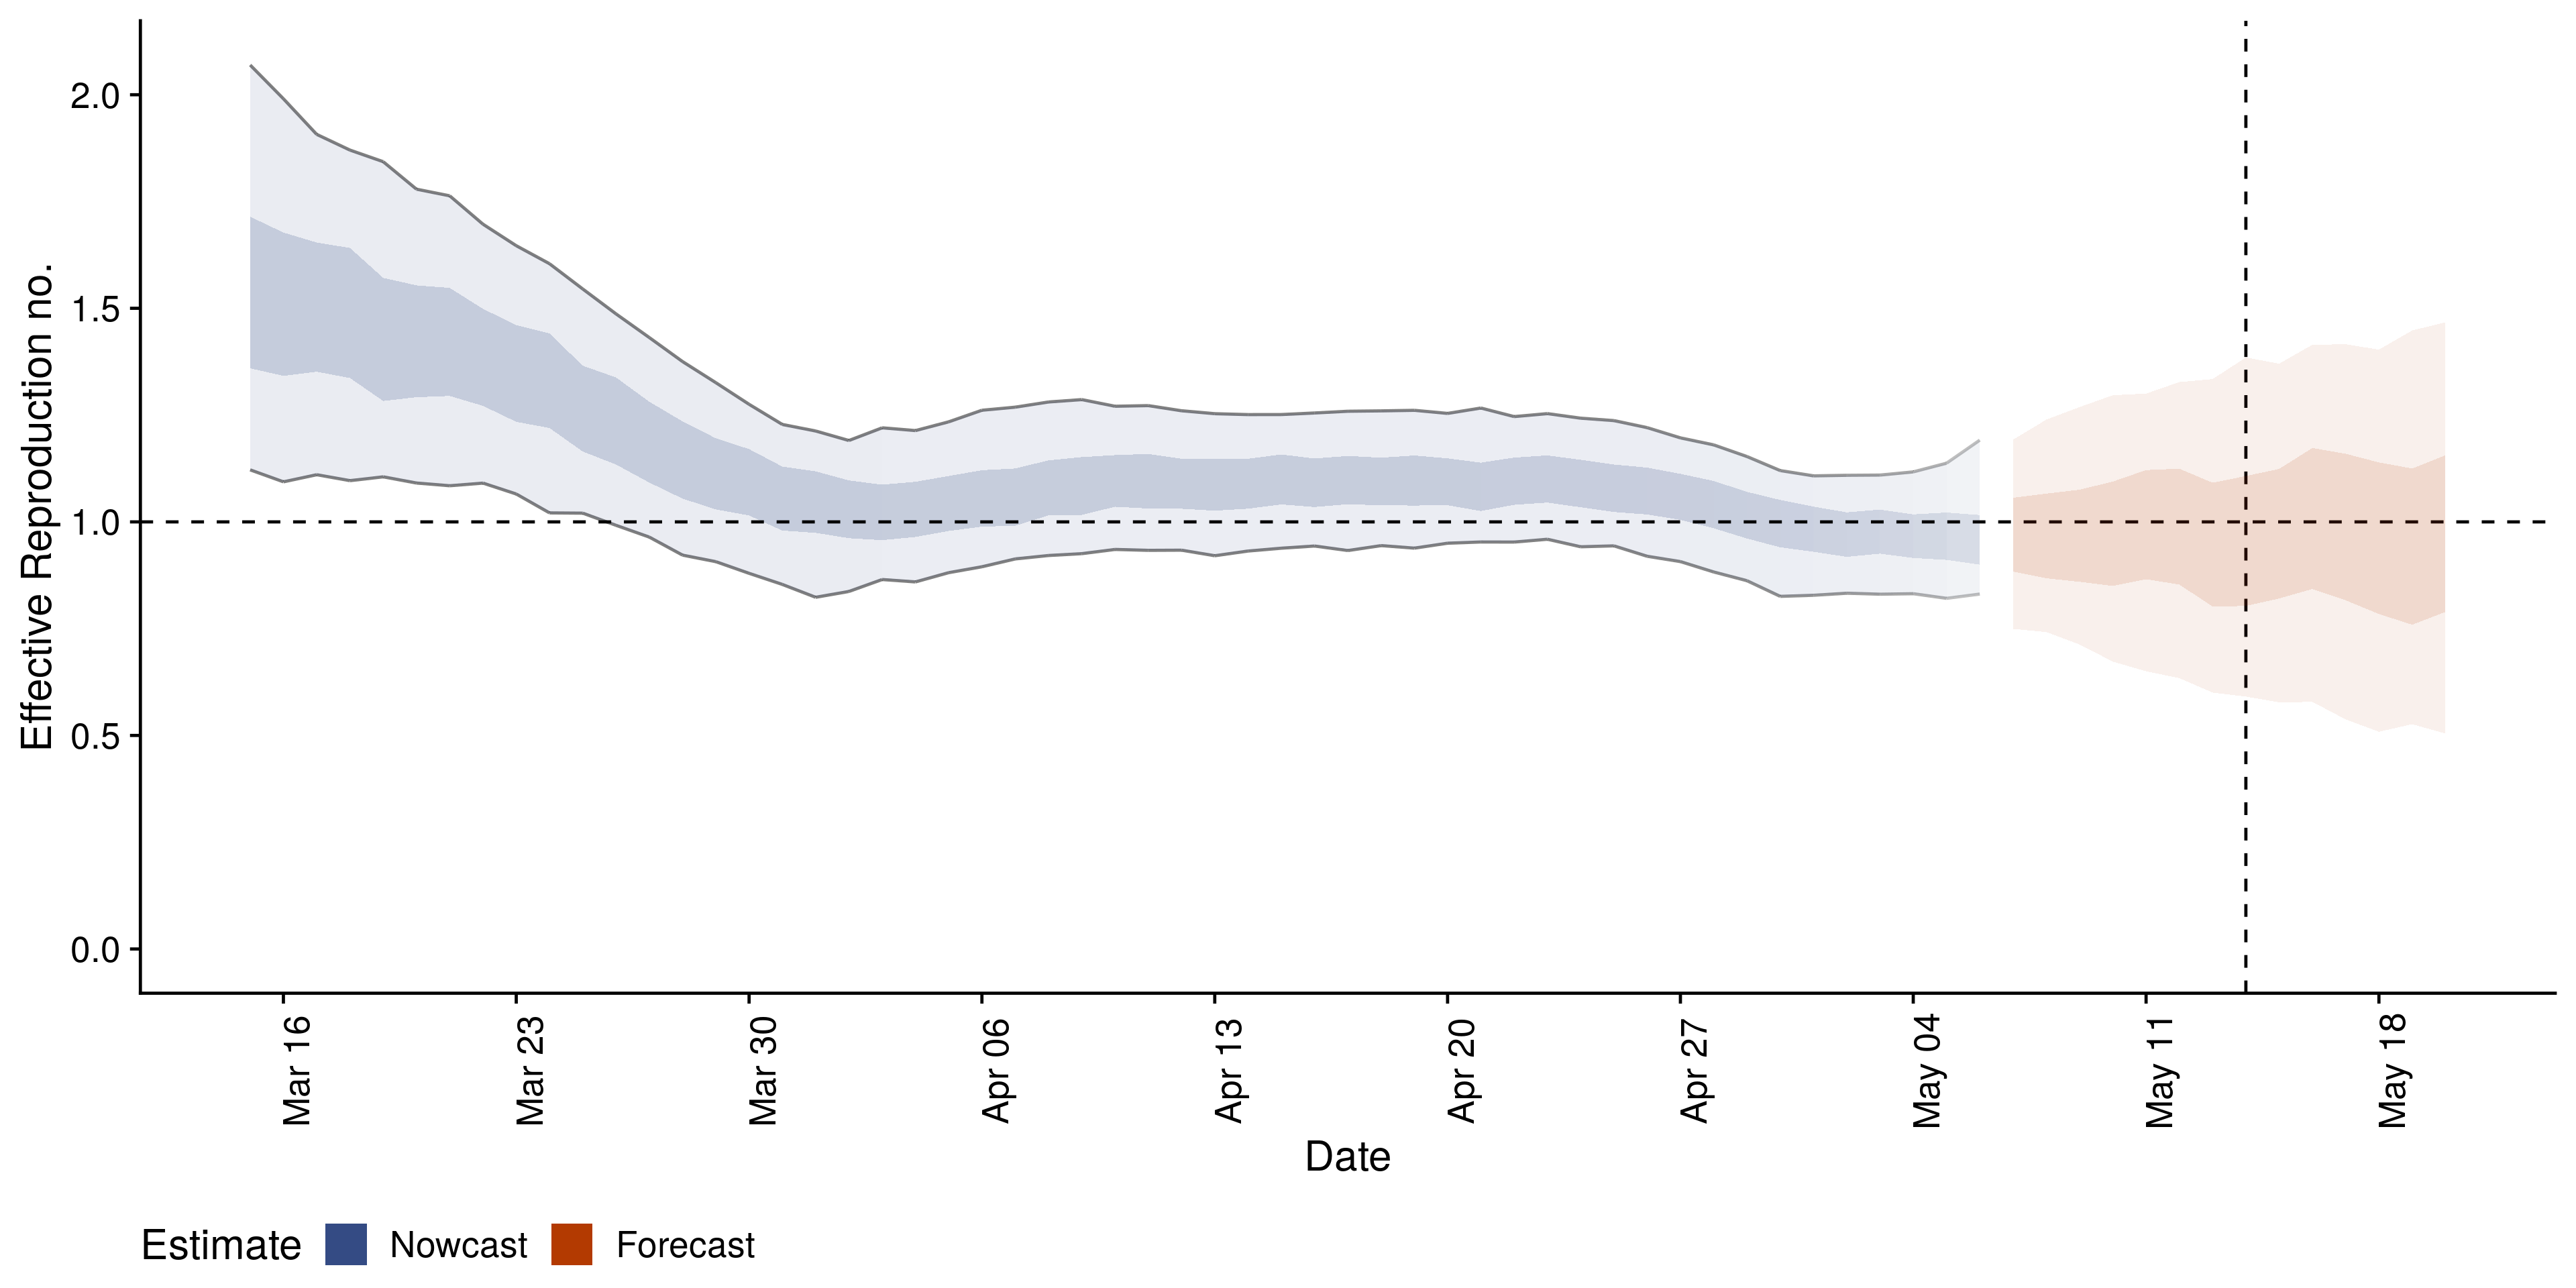 Effective Reproduction no.
2.0
1.5
1.0
0.5
0.0
Mar 16
Mar 23
Mar 30
Apr 06
Apr 13
Apr 20
Apr 27
May 04
May 11
May 18
Date
Estimate Nowcast Forecast